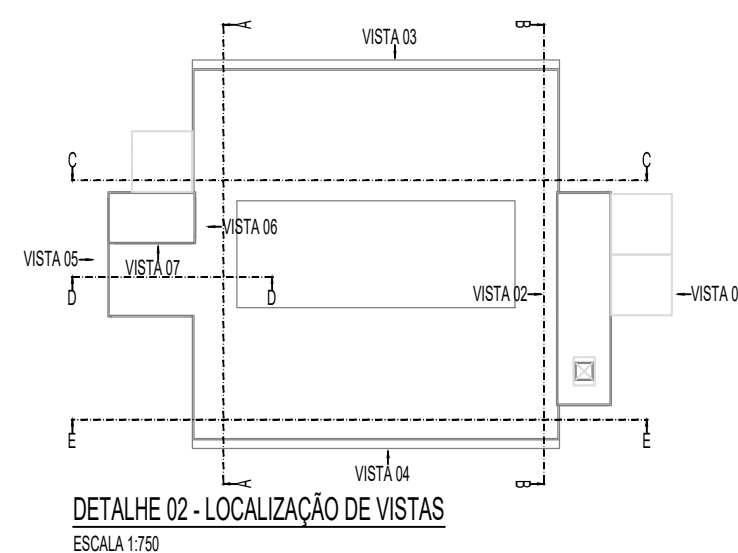 A B
VISTA 03
C C
VISTA 06
VISTA 05
VISTA 07
D D
VISTA 02
VISTA 0
E E
VISTA 04
A B
DETALHE 02 - LOCALIZAÇÃO DE VISTAS
ESCALA 1:750